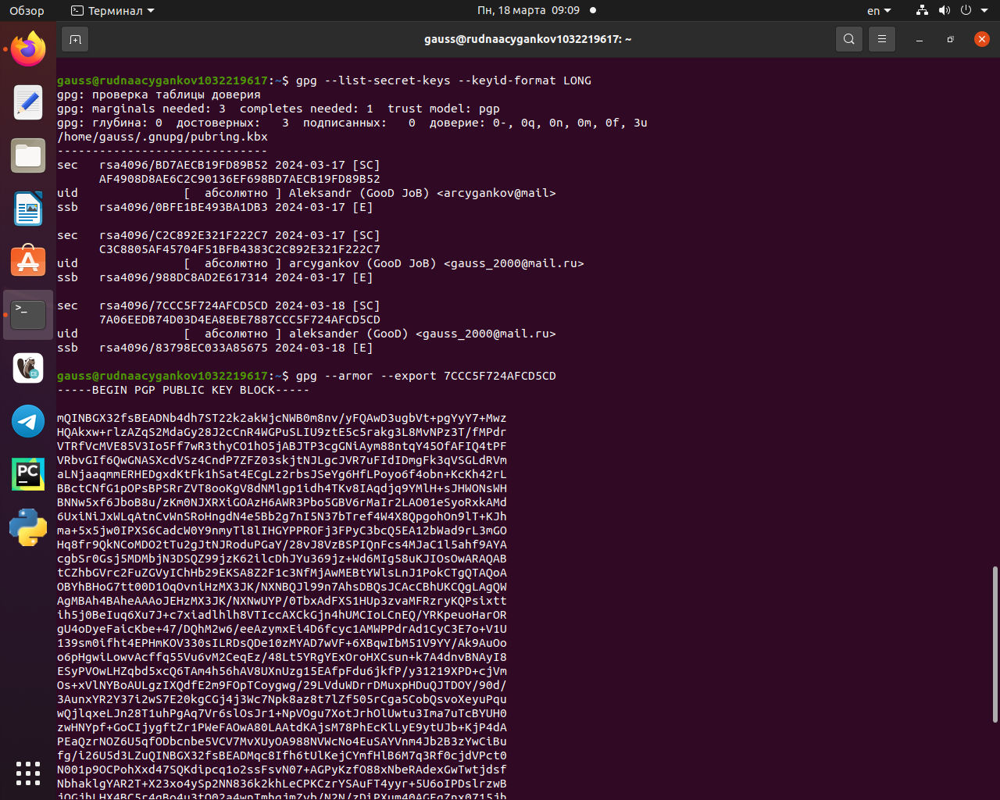 Обзор
Терминал
Пн, 18 марта 09:09
en
gauss@rudnaacygankov1032219617: ~
gauss@rudnaacygankov1032219617:~$ gpg --list-secret-keys --keyid-format LONG
gpg: проверка таблицы доверия
gpg: marginals needed: 3  completes needed: 1  trust model: pgp
gpg: глубина: 0  достоверных:   3  подписанных:   0  доверие: 0-, 0q, 0n, 0m, 0f, 3u
/home/gauss/.gnupg/pubring.kbx
------------------------------
sec   rsa4096/BD7AECB19FD89B52 2024-03-17 [SC]
      AF4908D8AE6C2C90136EF698BD7AECB19FD89B52
uid               [  абсолютно ] Aleksandr (GooD JoB) <arcygankov@mail>
ssb   rsa4096/0BFE1BE493BA1DB3 2024-03-17 [E]
sec   rsa4096/C2C892E321F222C7 2024-03-17 [SC]
      C3C8805AF45704F51BFB4383C2C892E321F222C7
uid               [  абсолютно ] arcygankov (GooD JoB) <gauss_2000@mail.ru>
ssb   rsa4096/988DC8AD2E617314 2024-03-17 [E]
sec   rsa4096/7CCC5F724AFCD5CD 2024-03-18 [SC]
      7A06EEDB74D03D4EA8EBE7887CCC5F724AFCD5CD
uid               [  абсолютно ] aleksander (GooD) <gauss_2000@mail.ru>
ssb   rsa4096/83798EC033A85675 2024-03-18 [E]
gauss@rudnaacygankov1032219617:~$ gpg --armor --export 7CCC5F724AFCD5CD
-----BEGIN PGP PUBLIC KEY BLOCK-----
mQINBGX32fsBEADNb4dh7ST22k2akWjcNWB0m8nv/yFQAwD3ugbVt+pgYyY7+Mwz
HQAkxw+rlzAZqS2MdaGy28J2cCnR4WGPuSLIU9ztE5c5rakg3L8MvNPz3T/fMPdr
VTRfVcMVE85V3Io5Ff7wR3thyCO1hO5jABJTP3cgGNiAym88ntqY45OfAFIQ4tPF
VRbvGIf6QwGNASXcdVSz4CndP7ZFZ03skjtNJLgcJVR7uFIdIDmgFk3qVSGLdRVm
aLNjaaqmmERHEDgxdKtFk1hSat4ECgLz2rbsJSeYg6HfLPoyo6f4obn+KcKh42rL
BBctCNfG1pOPsBPSRrZVT8ooKgV8dNMlgp1idh4TKv8IAqdjq9YMlH+sJHWONsWH
BNNw5xf6JboB8u/zKm0NJXRXiGOAzH6AWR3Pbo5GBV6rMaIr2LAO01eSyoRxkAMd
6UxiNiJxWLqAtnCvWnSRoHngdN4e5Bb2g7nI5N37bTref4W4X8QpgohOn9lT+KJh
ma+5x5jw0IPXS6CadcW0Y9nmyTl8lIHGYPPROFj3FPyC3bcQ5EA12bWad9rL3mGO
Hq8fr9QkNCoMDO2tTu2gJtNJRoduPGaY/28vJ8VzBSPIQnFcs4MJaC1l5ahf9AYA
cgbSr0Gsj5MDMbjN3DSQZ99jzK62ilcDhJYu369jz+Wd6MIg58uKJIOsOwARAQAB
tCZhbGVrc2FuZGVyIChHb29EKSA8Z2F1c3NfMjAwMEBtYWlsLnJ1PokCTgQTAQoA
OBYhBHoG7tt00D1OqOvniHzMX3JK/NXNBQJl99n7AhsDBQsJCAcCBhUKCQgLAgQW
AgMBAh4BAheAAAoJEHzMX3JK/NXNwUYP/0TbxAdFXS1HUp3zvaMFRzryKQPsixtt
ih5j0BeIuq6Xu7J+c7xiadlhlh8VTIccAXCkGjn4hUMCIoLCnEQ/YRKpeuoHarOR
gU4oDyeFaicKbe+47/DQhM2w6/eeAzymxEi4D6fcyc1AMWPPdrAd1CyC3E7o+V1U
139sm0ifht4EPHmKOV330sILRDsQDe10zMYAD7wVF+6XBqwIbM51V9YY/Ak9AuOo
o6pHgwiLowvAcffq55Vu6vM2CeqEz/48Lt5YRgYExOroHXCsun+k7A4dnvBNAyI8
ESyPVOwLHZqbd5xcQ6TAm4h56hAV8UXnUzg15EAfpFdu6jkfP/y31219XPD+cjVm
Os+xVlNYBoAULgzIXQdfE2m9FOpTCoygwg/29LVduWDrrDMuxpHDuQJTDOY/90d/
3AunxYR2Y37i2wS7E20kgCGj4j3Wc7Npk8az8t7lZf505rCga5CobQsvoXeyuPqu
wQjlqxeLJn28T1uhPgAq7Vr6slOsJr1+NpVOgu7XotJrhOlUwtu3Ima7uTcBYUH0
zwHNYpf+GoCIjygftZr1PWeFAOwA80LAAtdKAjsM78PhEcKlLyE9ytUJb+KjP4dA
PEaQzrNOZ6U5qfODbcnbe5VCV7MvXUyOA988NVWcNo4EuSAYVnm4Jb2B3zYwCiBu
fg/i26U5d3LZuQINBGX32fsBEADMqc8Ifh6tUlKejCYmfHlB6M7q3Rf0cjdVPct0
N001p9OCPohXxd47SQKdipcq1o2ssFsvN07+AGPyKzfO88xNbeRAdexGwTwtjdsf
NbhaklgYAR2T+X23xo4ySp2NN836k2khLeCPKCzrYSAuFT4yyr+5U6oIPDslrzwB